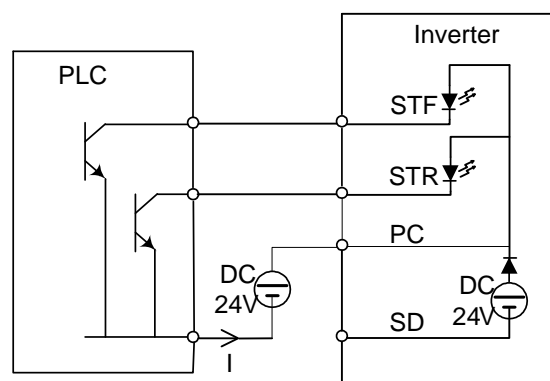 Inverter
PLC
STF
STR
PC
DC
24V
DC
24V
SD
I